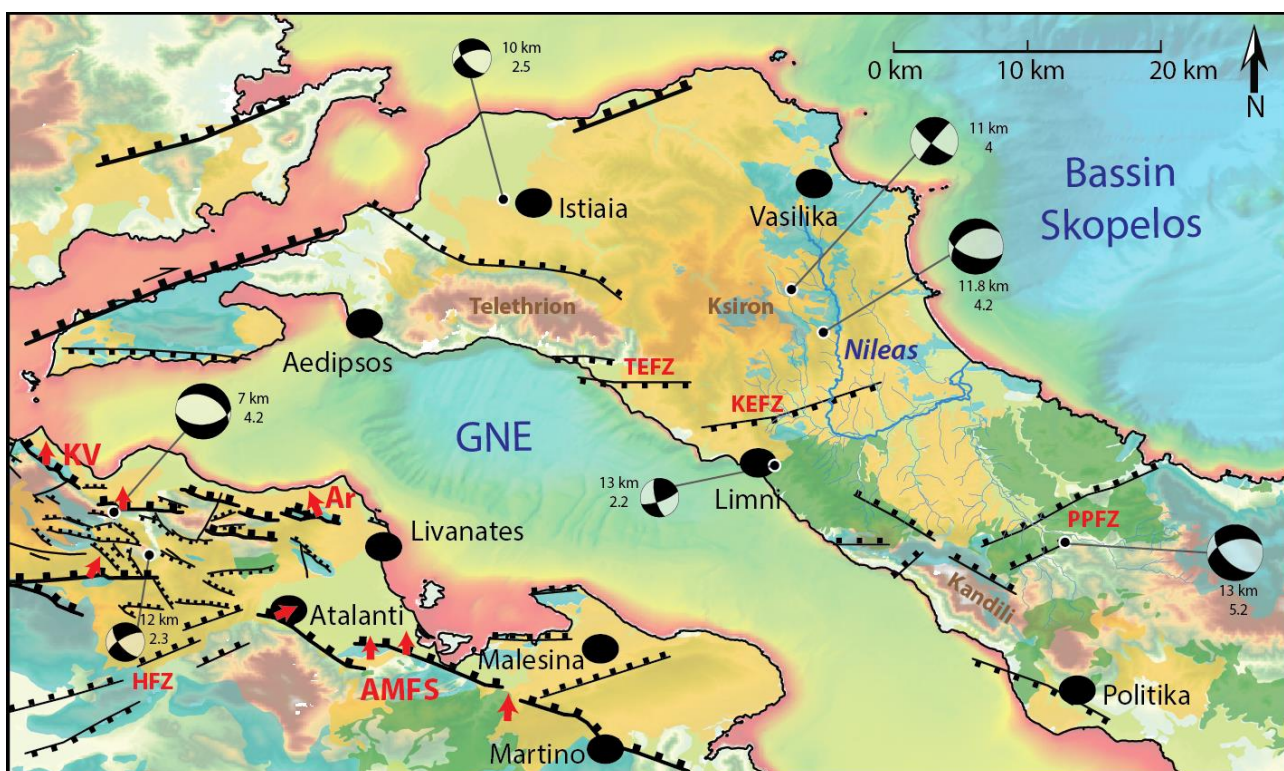 10 km
2.5
0 km
10 km
20 km
N
11 km
4
Bassin
Skopelos
Istiaia
Vasilika
11.8 km
4.2
Telethrion
Ksiron
Nileas
Aedipsos
TEFZ
7 km
4.2
KEFZ
GNE
KV
13 km
2.2
Limni
Ar
Livanates
PPFZ
Kandili
13 km
5.2
Atalanti
12 km
2.3
HFZ
Malesina
AMFS
Politika
Martino